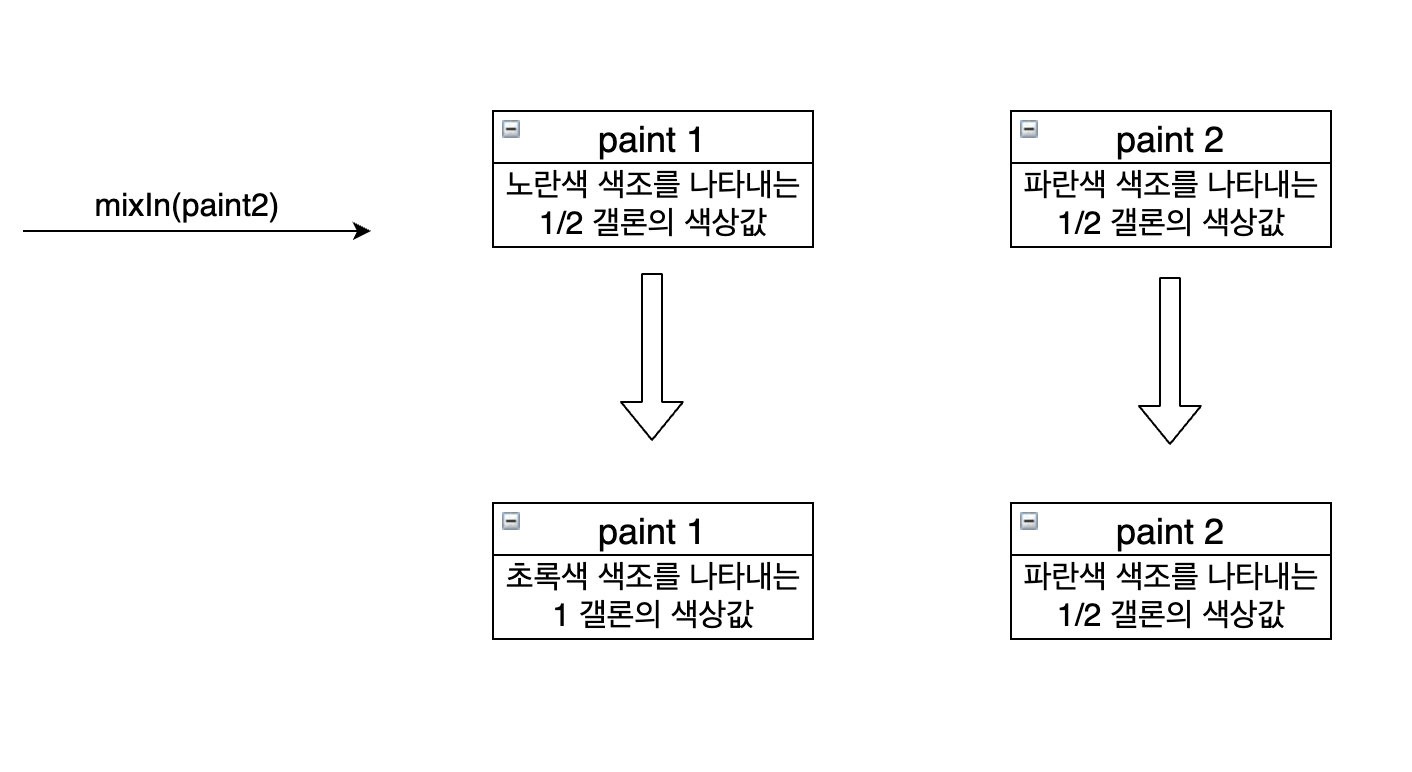 paint 1
노란색 색조를 나타내는
1/2 갤론의 색상값
paint 2
파란색 색조를 나타내는
1/2 갤론의 색상값
mixIn(paint2)
paint 1
초록색 색조를 나타내는
1 갤론의 색상값
paint 2
파란색 색조를 나타내는
1/2 갤론의 색상값